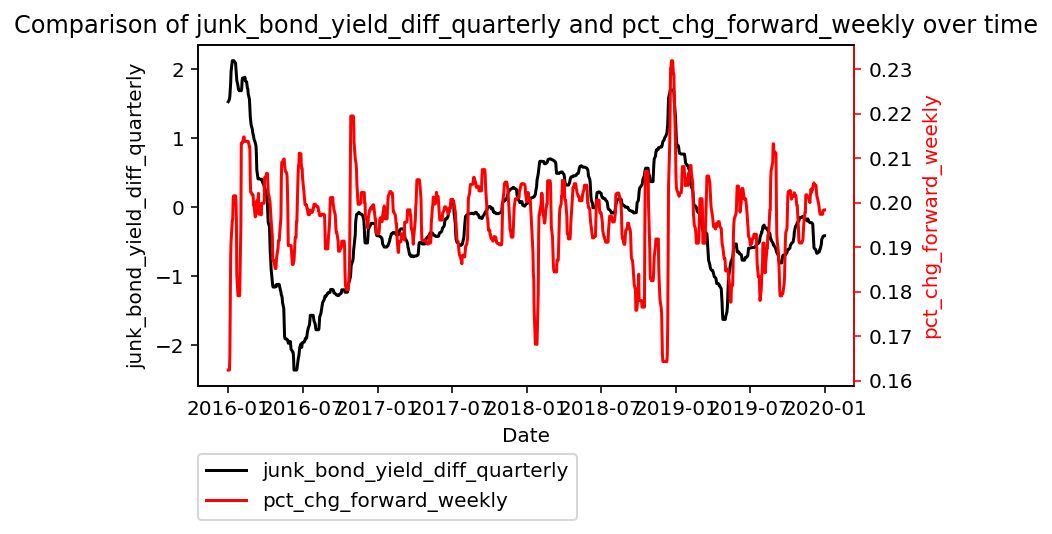 Comparison of junk_bond_yield_diff_quarterly and pct_chg_forward_weekly over time
junk_bond_yield_diff_quarterly
2
1
0
−1
−2
0.23
0.22
0.21
0.20
0.19
0.18
0.17
0.16
pct_chg_forward_weekly
2016-01 2016-07 2017-01 2017-07 2018-01 2018-07 2019-01 2019-07 2020-01
Date
junk_bond_yield_diff_quarterly
pct_chg_forward_weekly